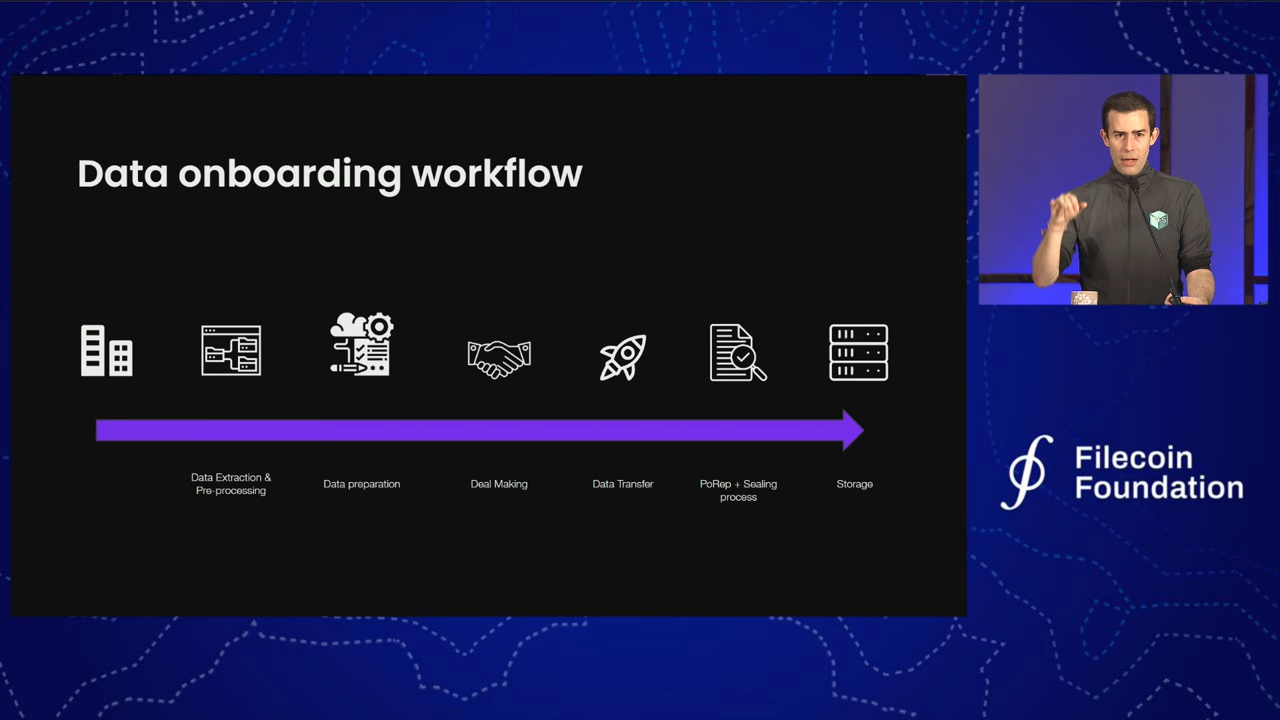 Data onboarding workflow
Data Extraction &
Pre-processing
Data preparation
Deal Making
Data Transfer
PoRep + Sealing
process
Storage
Filecoin
Foundation